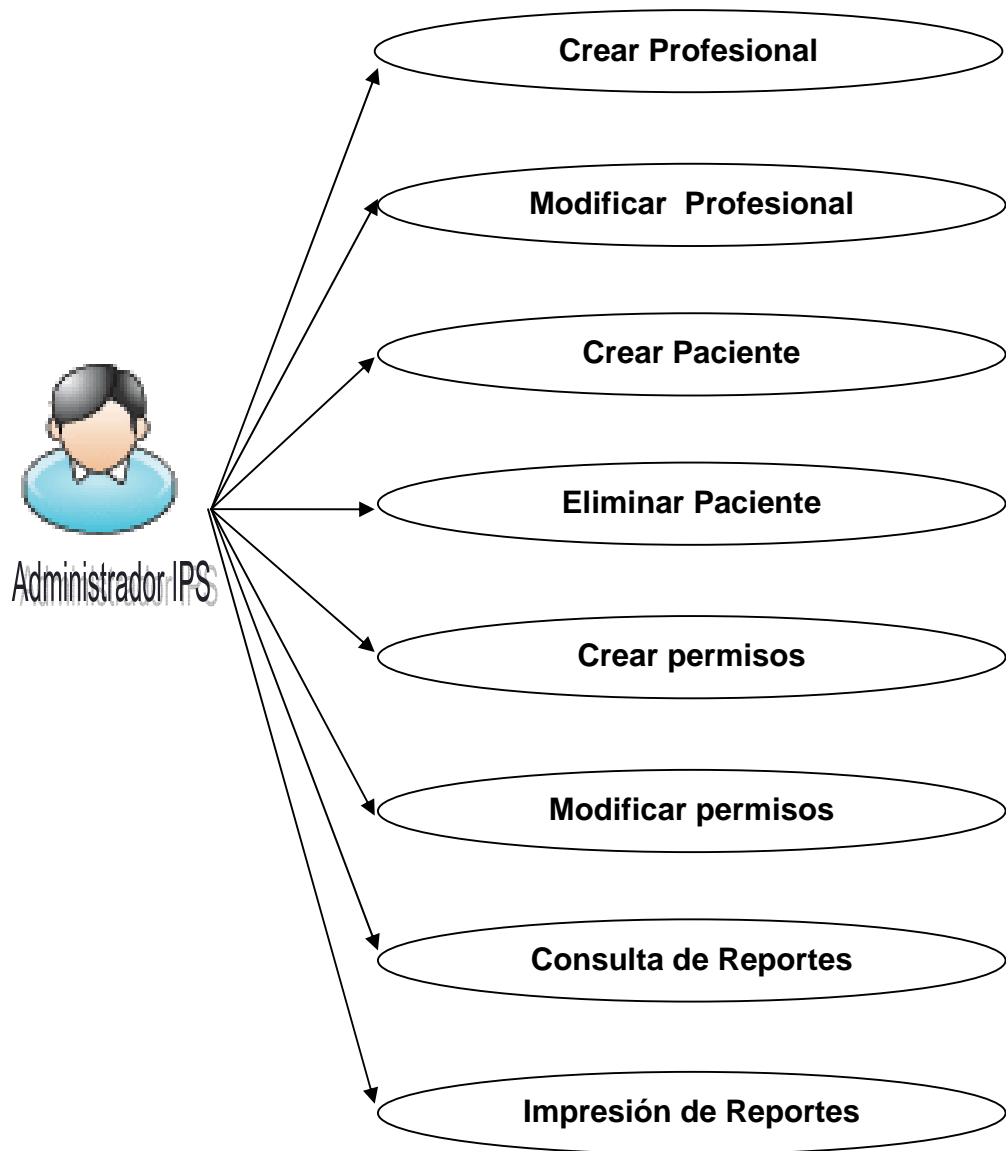 Crear Profesional
Modificar Profesional
Crear Paciente
Eliminar Paciente
Administrador IPS
Crear permisos
Modificar permisos
Consulta de Reportes
Impresión de Reportes